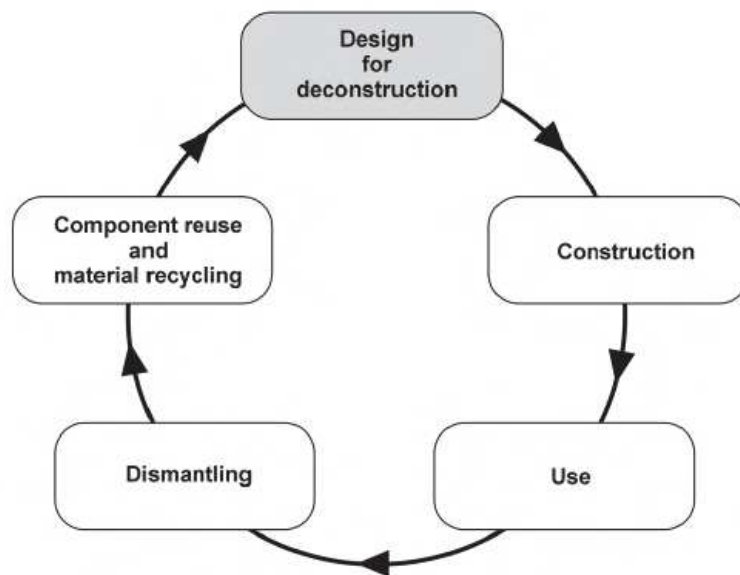 Design
for
deconstruction
Construction
Use
Dismantling
Component reuse
and
material recycling